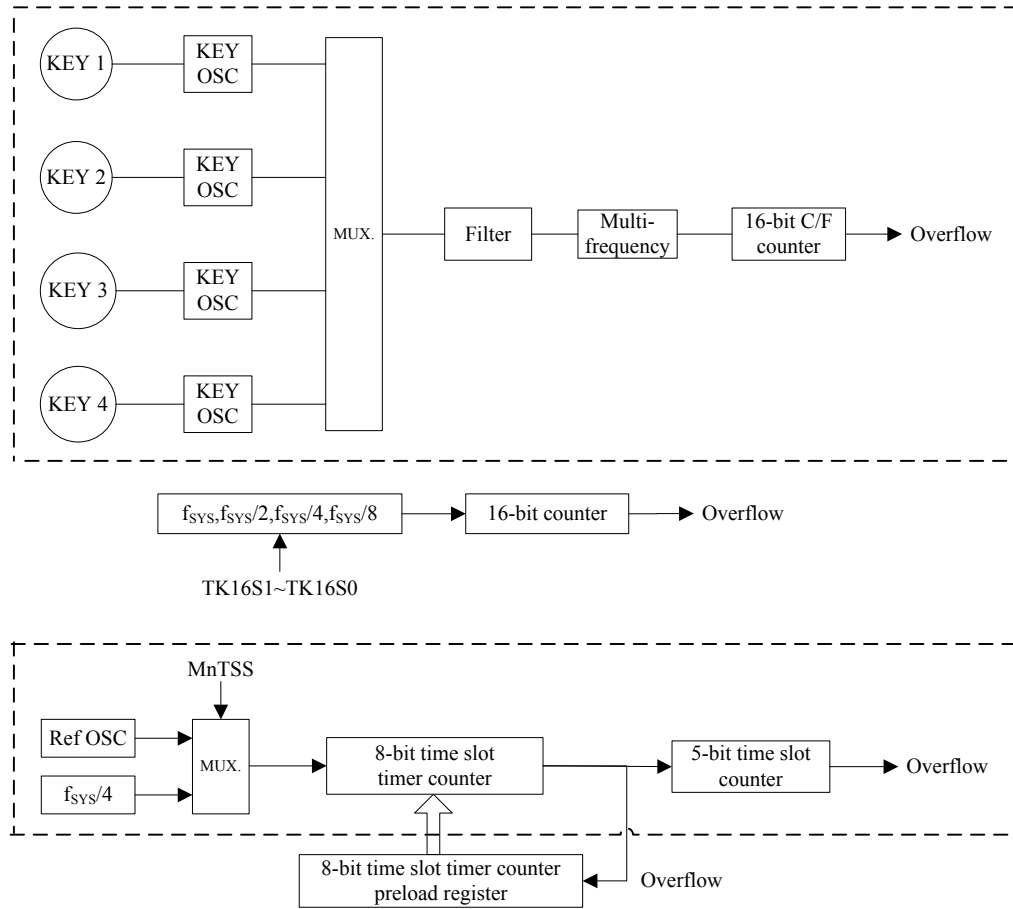 KEY 1
KEY
OSC
KEY 2
KEY
OSC
KEY 3
KEY
OSC
KEY 4
KEY
OSC
MUX.
Filter
Multi-
frequency
16-bit C/F
counter
Overflow
fSYS,fSYS/2,fSYS/4,fSYS/8
16-bit counter
Overflow
TK16S1~TK16S0
MnTSS
Ref OSC
fSYS/4
MUX.
8-bit time slot
timer counter
5-bit time slot
counter
Overflow
8-bit time slot timer counter
preload register
Overflow